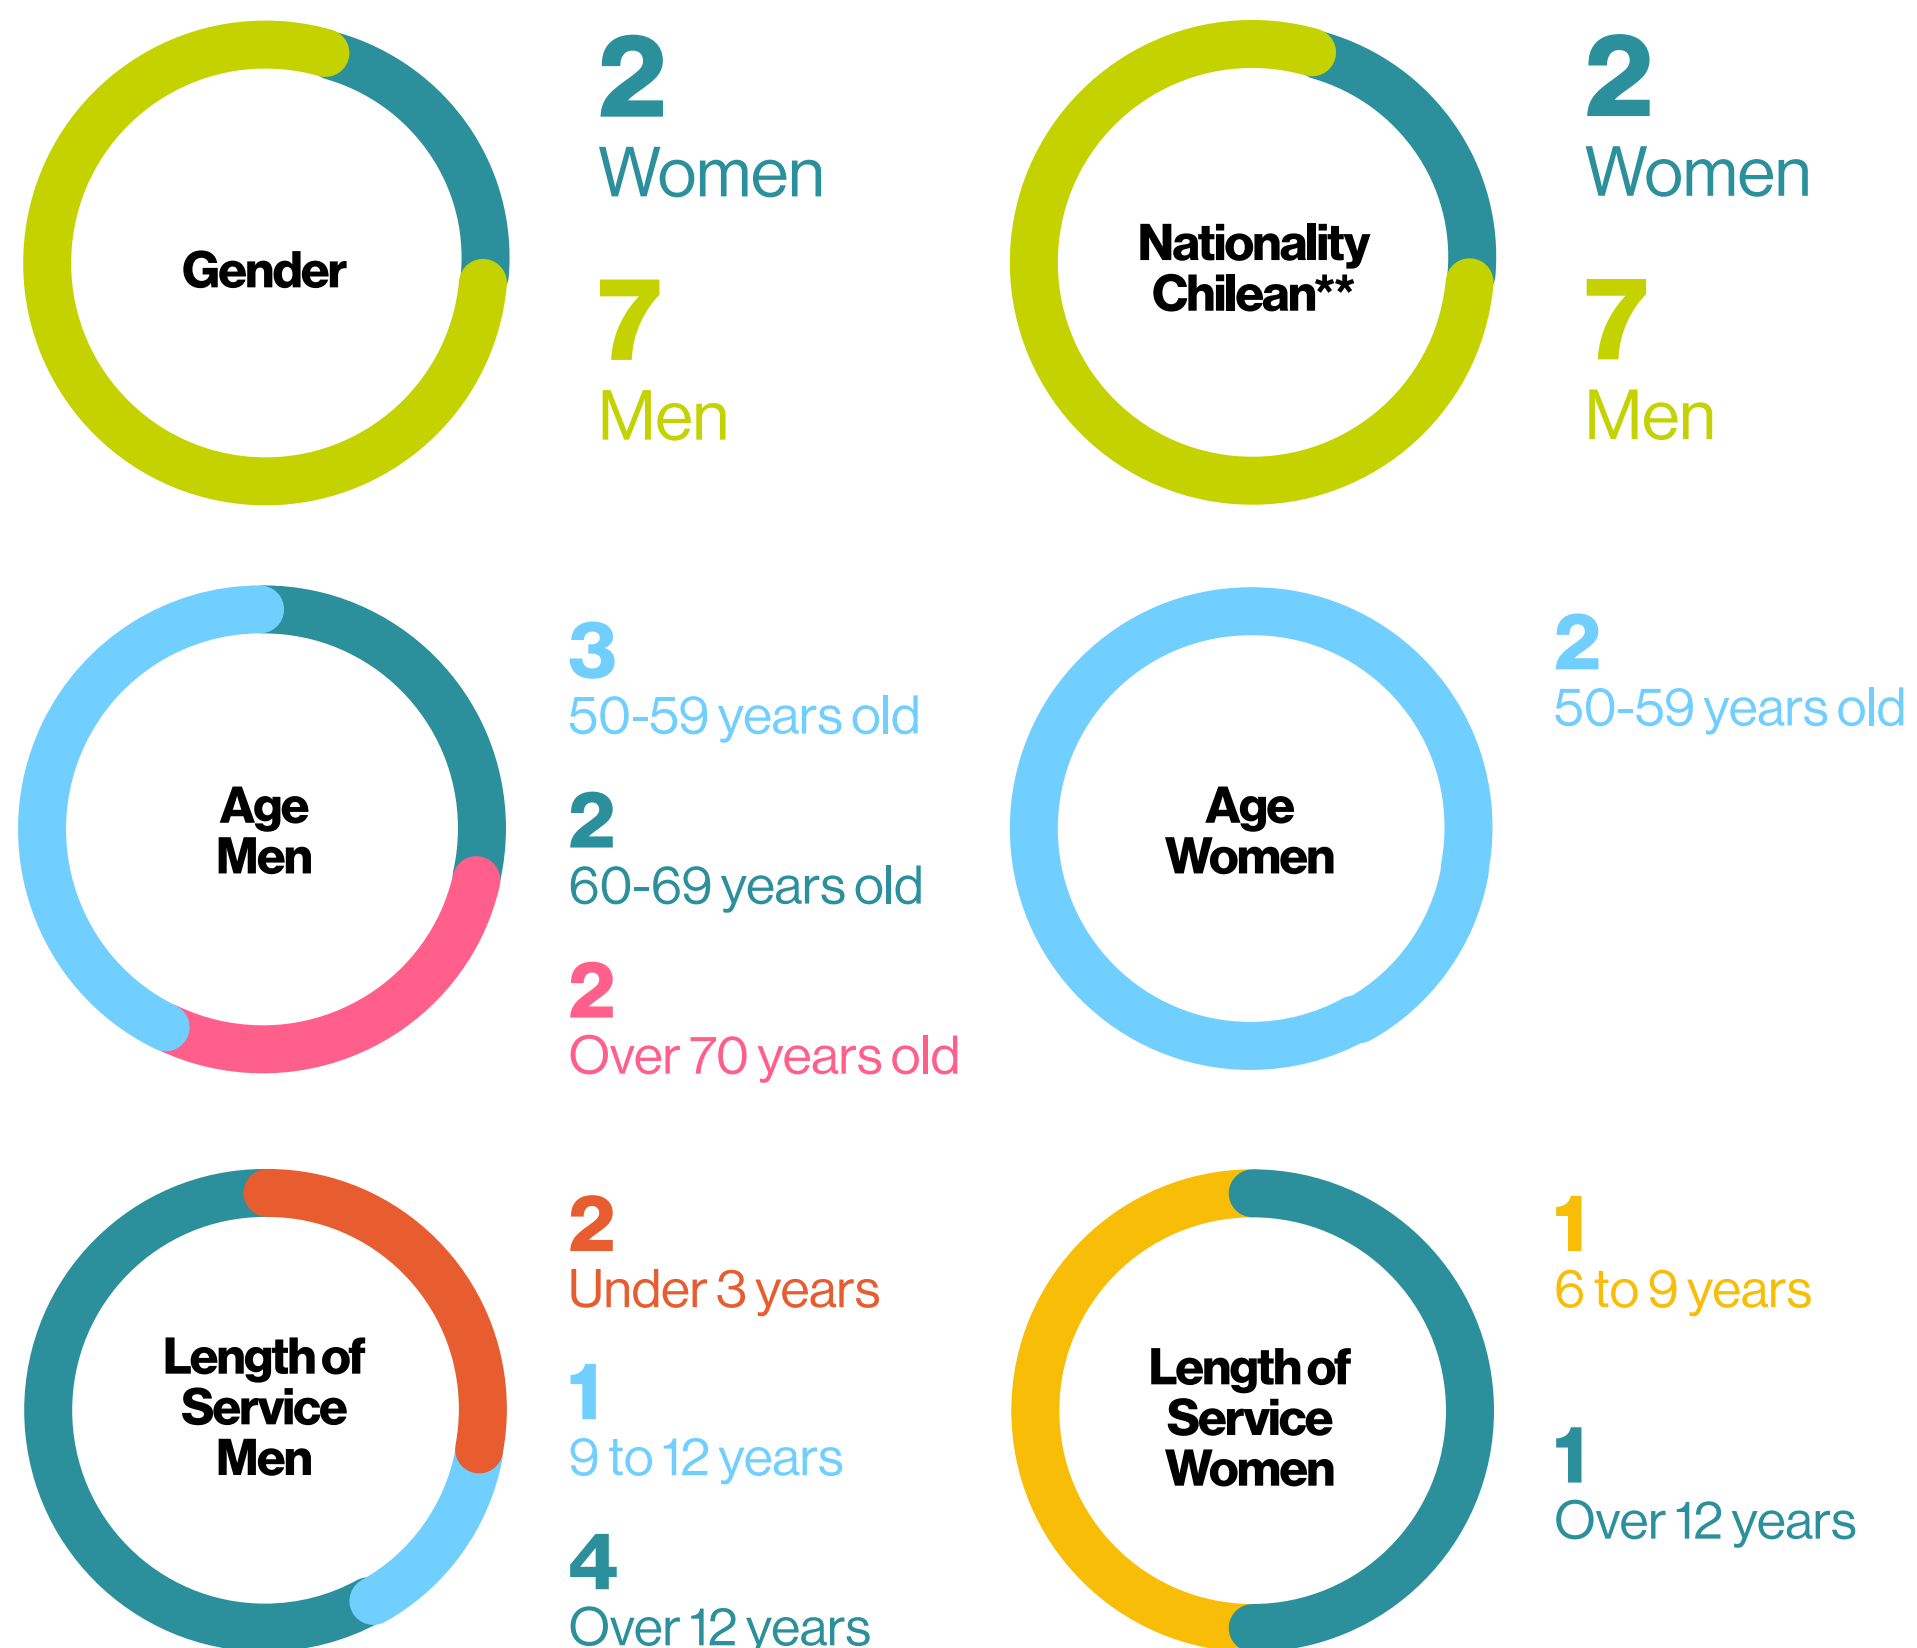 Gender
2
Women
7
Men
Nationality
Chilean**
2
Women
7
Men
Age
Men
3
50-59 years old
2
60-69 years old
2
Over 70 years old
Age
Women
2
50-59 years old
Length of
Service
Men
2
Under 3 years
1
9 to 12 years
4
Over 12 years
Length of
Service
Women
1
6 to 9 years
1
Over 12 years